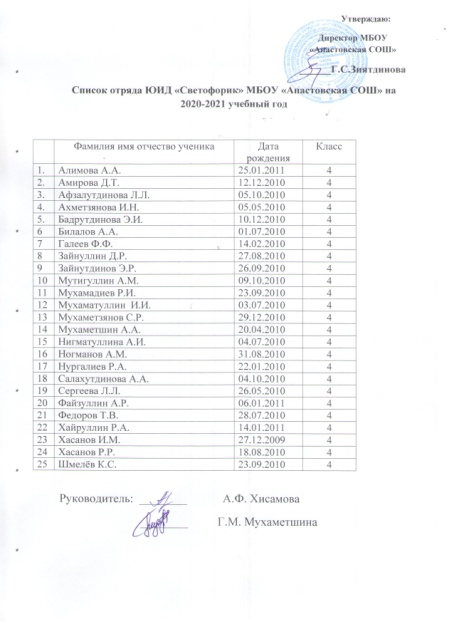 Утверждаю:
Директор МБОУ
«Апастовская СОШ»
Г.С.Зиятдинова
Список отряда ЮИД «Светофорик» МБОУ «Апастовская СОШ» на
2020-2021 учебный год
Фамилия имя отчество ученика Дата рождения Класс
1. Алимова А.А. 25.01.2011 4
2. Амирова Д.Т. 12.12.2010 4
3. Афзалутдинова Л.Л. 05.10.2010 4
4. Ахметзянова И.Н. 05.05.2010 4
5. Бадрутдинова Э.И. 10.12.2010 4
6 Билалов А.А. 01.07.2010 4
7 Галеев Ф.Ф. 14.02.2010 4
8 Зайнуллин Д.Р. 27.08.2010 4
9 Зайнутдинов Э.Р. 26.09.2010 4
10 Мутигуллин А.М. 09.10.2010 4
11 Мухамадиев Р.И. 23.09.2010 4
12 Мухаматуллин И.И. 03.07.2010 4
13 Мухаметзянов С.Р. 29.12.2010 4
14 Мухаметшин А.А. 20.04.2010 4
15 Нигматуллина А.И. 04.07.2010 4
16 Ногманов А.М. 31.08.2010 4
17 Нургалиев Р.А. 22.01.2010 4
18 Салахутдинова А.А. 04.10.2010 4
19 Сергеева Л.Л. 26.05.2010 4
20 Файзуллин А.Р. 06.01.2011 4
21 Федоров Т.В. 28.07.2010 4
22 Хайруллин Р.А. 14.01.2011 4
23 Хасанов И.М. 27.12.2009 4
24 Хасанов Р.Р. 18.08.2010 4
25 Шмелёв К.С. 23.09.2010 4
Руководитель: А.Ф. Хисамова
Г.М. Мухаметшина